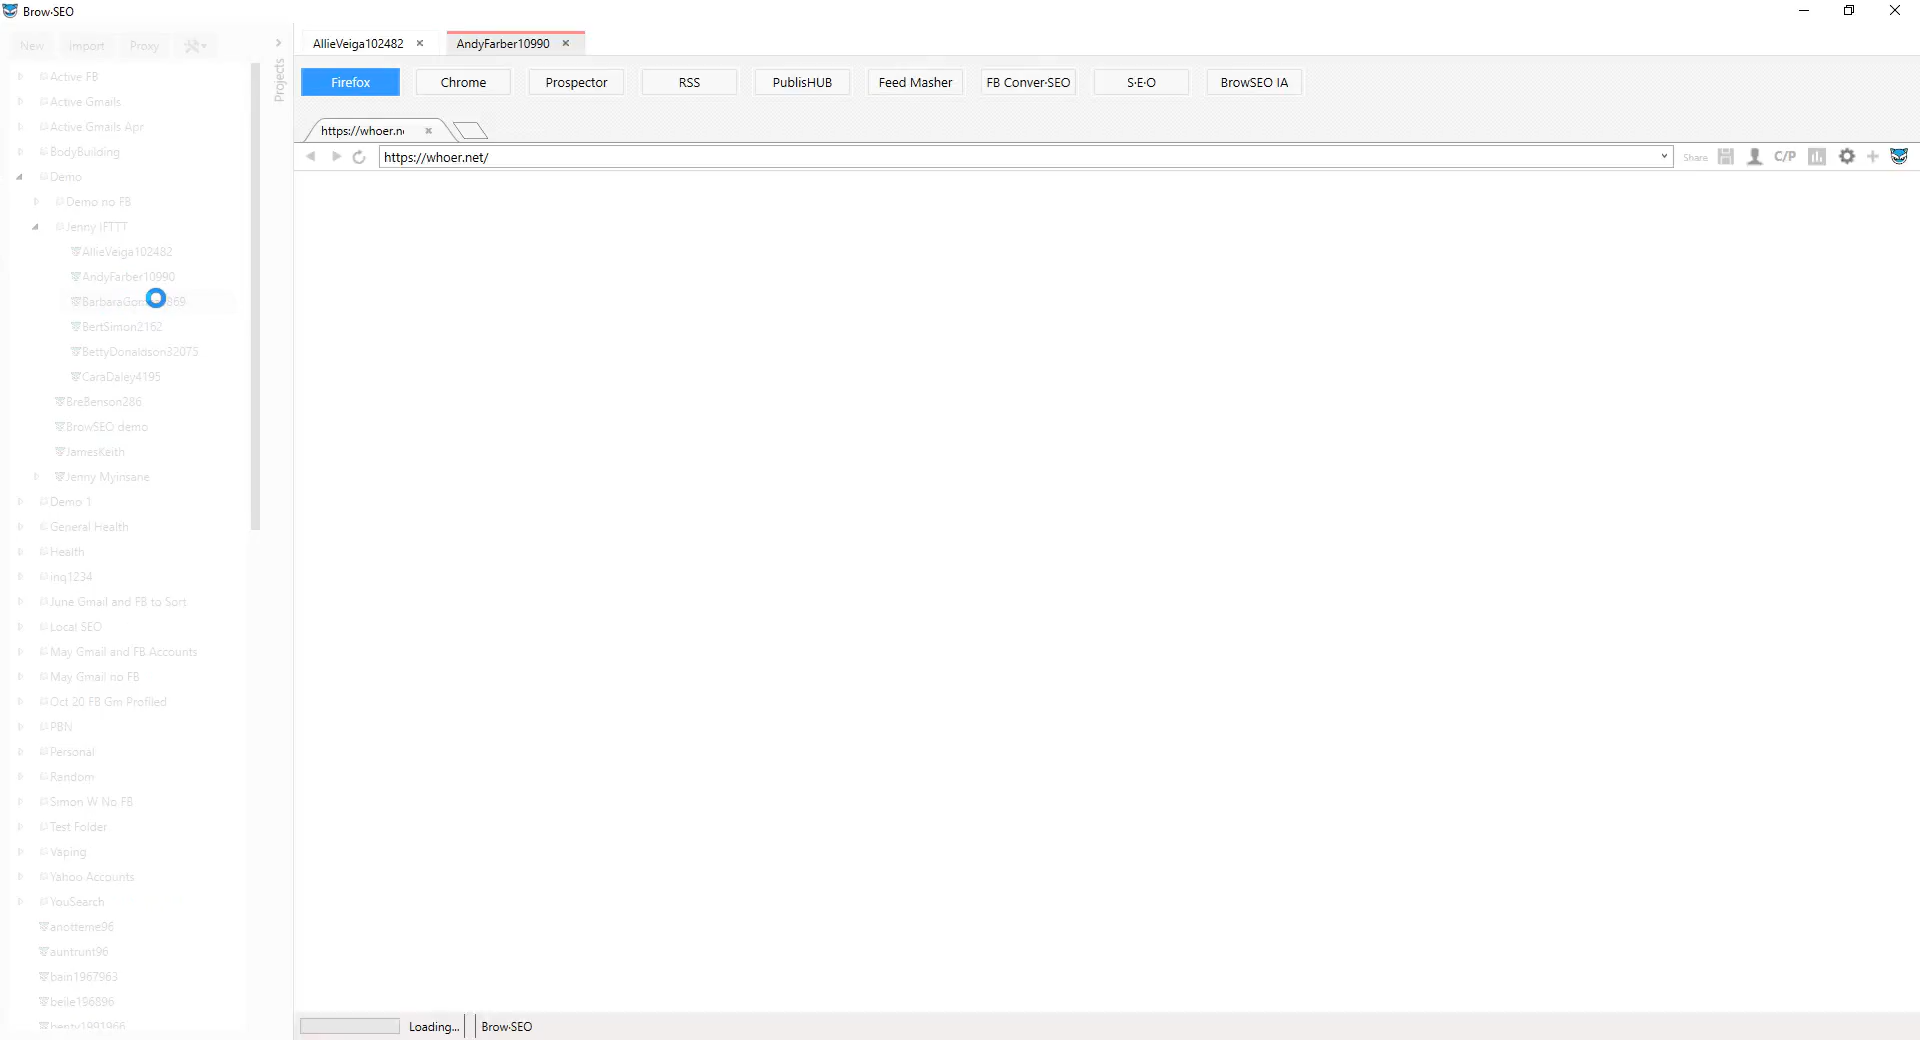 Brow·SEO
New Import Proxy
Projects
Active FB
Active Gmails
Active Gmails Apr
BodyBuilding
Demo
Demo no FB
Jenny IFTTT
AllieVeiga102482
AndyFarber10990
BertSimon2162
BettyDonaldson32075
CaraDaley4195
BreBenson286
BrowSEO demo
JamesKeith
Jenny Myinsane
Demo 1
General Health
Health
inq1234
June Gmail and FB to Sort
Local SEO
May Gmail and FB Accounts
May Gmail no FB
Oct 20 FB Gm Profiled
PBN
Personal
Random
Simon W No FB
Test Folder
Vaping
Yahoo Accounts
YouSearch
anotteme96
auntrunt96
bain1967963
beile196896
AllieVeiga102482 AndyFarber10990
Firefox Chrome Prospector RSS PublisHUB Feed Masher FB Conver·SEO S·E·O BrowSEO IA
https://whoer.n
https://whoer.net/ Share C/P
Loading... Brow·SEO